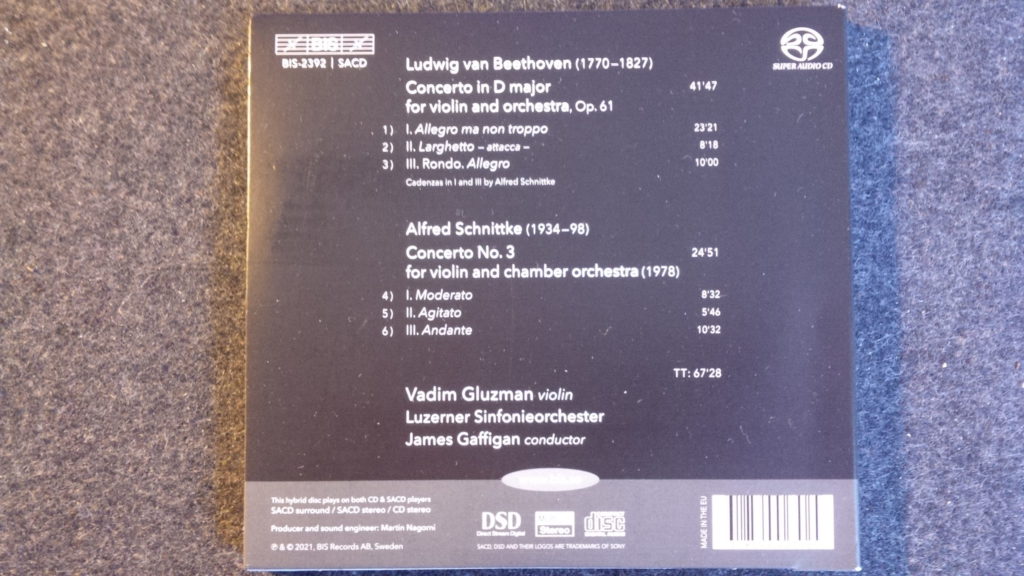 BIS
BIS-2392 | SACD
SUPER AUDIO CD
Ludwig van Beethoven (1770–1827)
Concerto in D major 41'47
for violin and orchestra, Op. 61
1) I. Allegro ma non troppo 23'21
2) II. Larghetto – attacca – 8'18
3) III. Rondo. Allegro 10'00
Cadenzas in I and III by Alfred Schnittke
Alfred Schnittke (1934–98)
Concerto No. 3 24'51
for violin and chamber orchestra (1978)
4) I. Moderato 8'32
5) II. Agitato 5'46
6) III. Andante 10'32
TT: 67'28
Vadim Gluzman violin
Luzerner Sinfonieorchester
James Gaffigan conductor
This hybrid disc plays on both CD & SACD players
SACD surround / SACD stereo / CD stereo
Producer and sound engineer: Martin Nagorni
℗ & © 2021, BIS Records AB, Sweden
DSD
Direct Stream Digital
Stereo
disc
SACD, DSD AND THEIR LOGOS ARE TRADEMARKS OF SONY
MADE IN THE EU